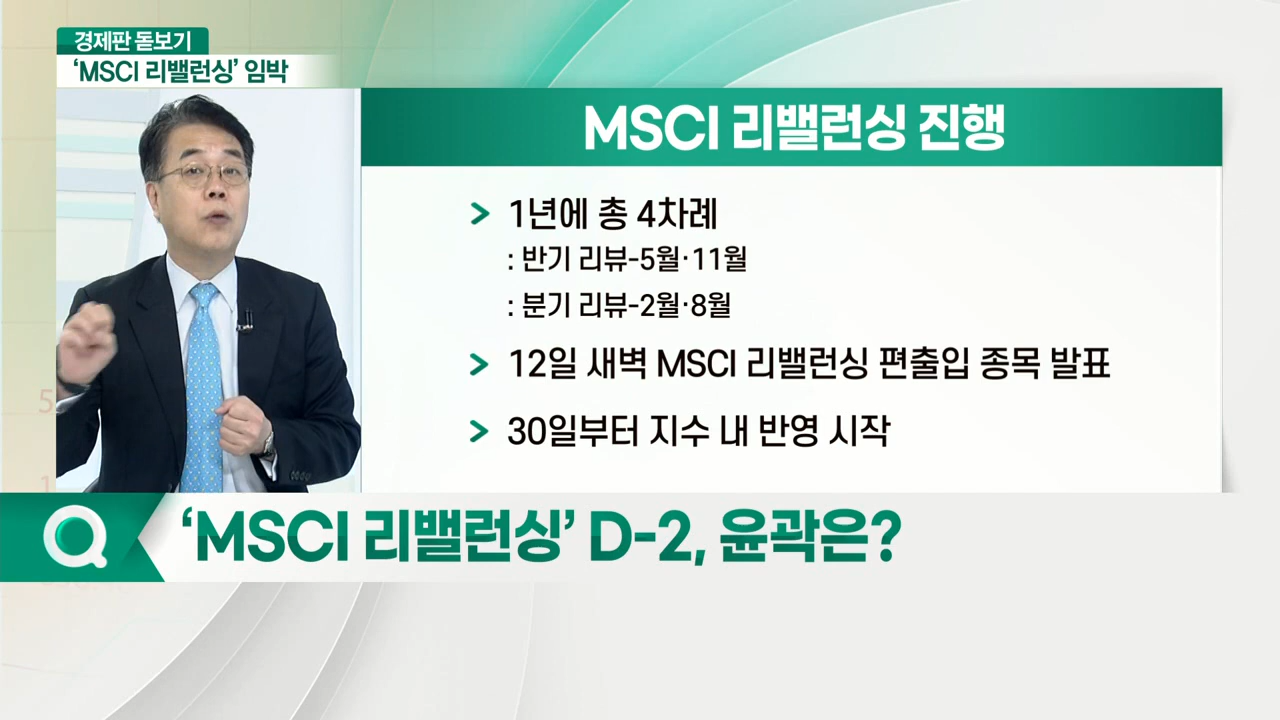 경제판 돋보기
‘MSCI 리밸런싱’ 임박
MSCI 리밸런싱 진행
1년에 총 4차례
: 반기 리뷰-5월·11월
: 분기 리뷰-2월·8월
12일 새벽 MSCI 리밸런싱 편출입 종목 발표
30일부터 지수 내 반영 시작
‘MSCI 리밸런싱’ D-2, 윤곽은?